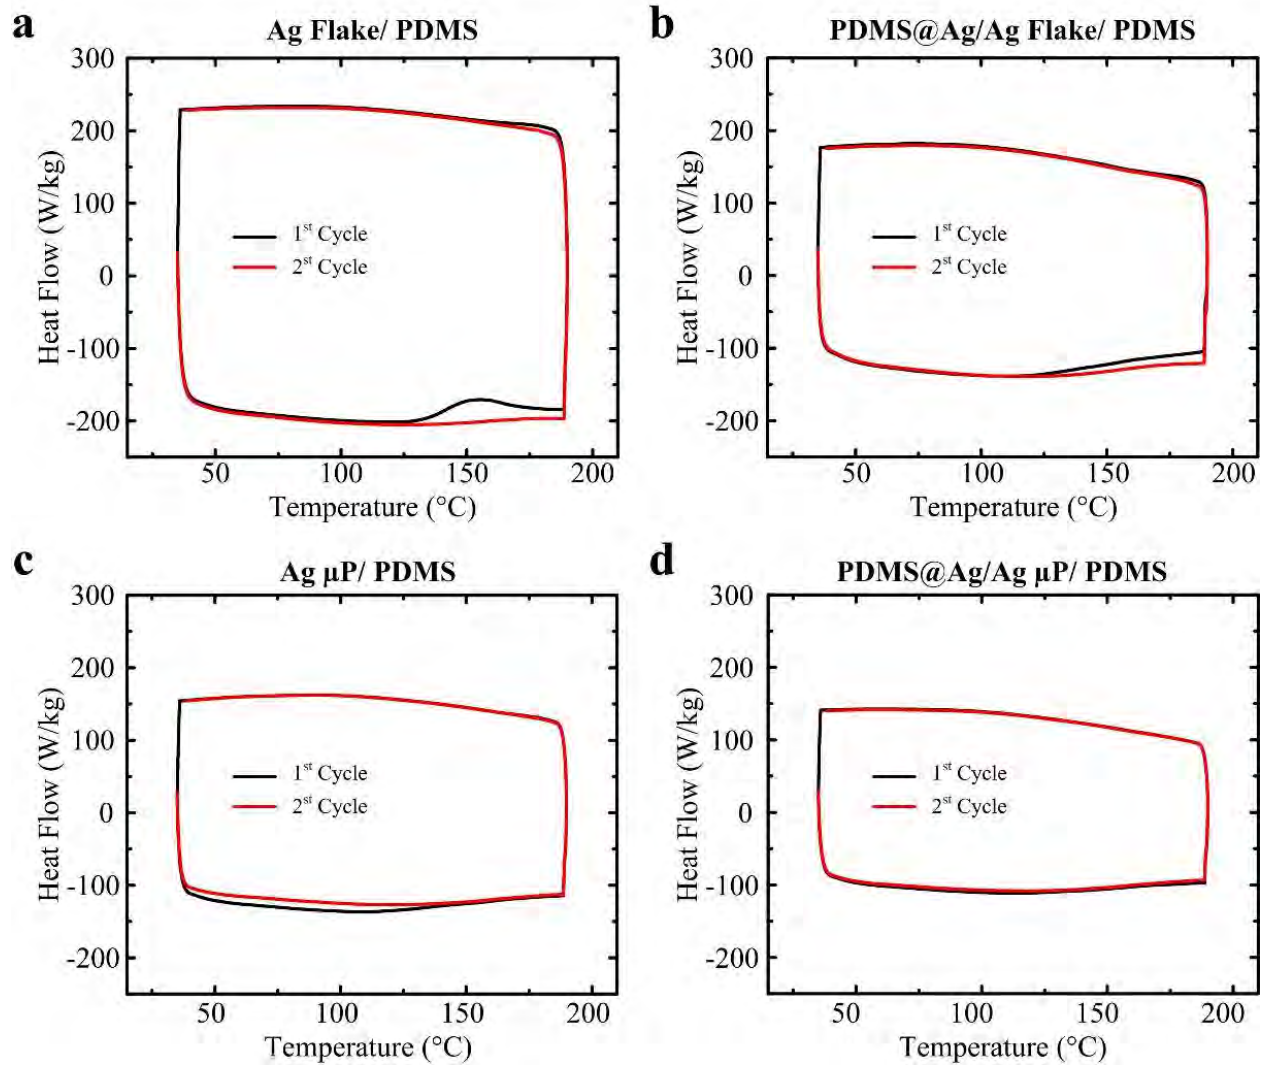 a
Ag Flake/ PDMS
300
200
100
0
-100
-200
Heat Flow (W/kg)
1st Cycle
2st Cycle
50
100
150
200
Temperature (°C)
b
PDMS@Ag/Ag Flake/ PDMS
300
200
100
0
-100
-200
Heat Flow (W/kg)
1st Cycle
2st Cycle
50
100
150
200
Temperature (°C)
c
Ag µP/ PDMS
300
200
100
0
-100
-200
Heat Flow (W/kg)
1st Cycle
2st Cycle
50
100
150
200
Temperature (°C)
d
PDMS@Ag/Ag µP/ PDMS
300
200
100
0
-100
-200
Heat Flow (W/kg)
1st Cycle
2st Cycle
50
100
150
200
Temperature (°C)